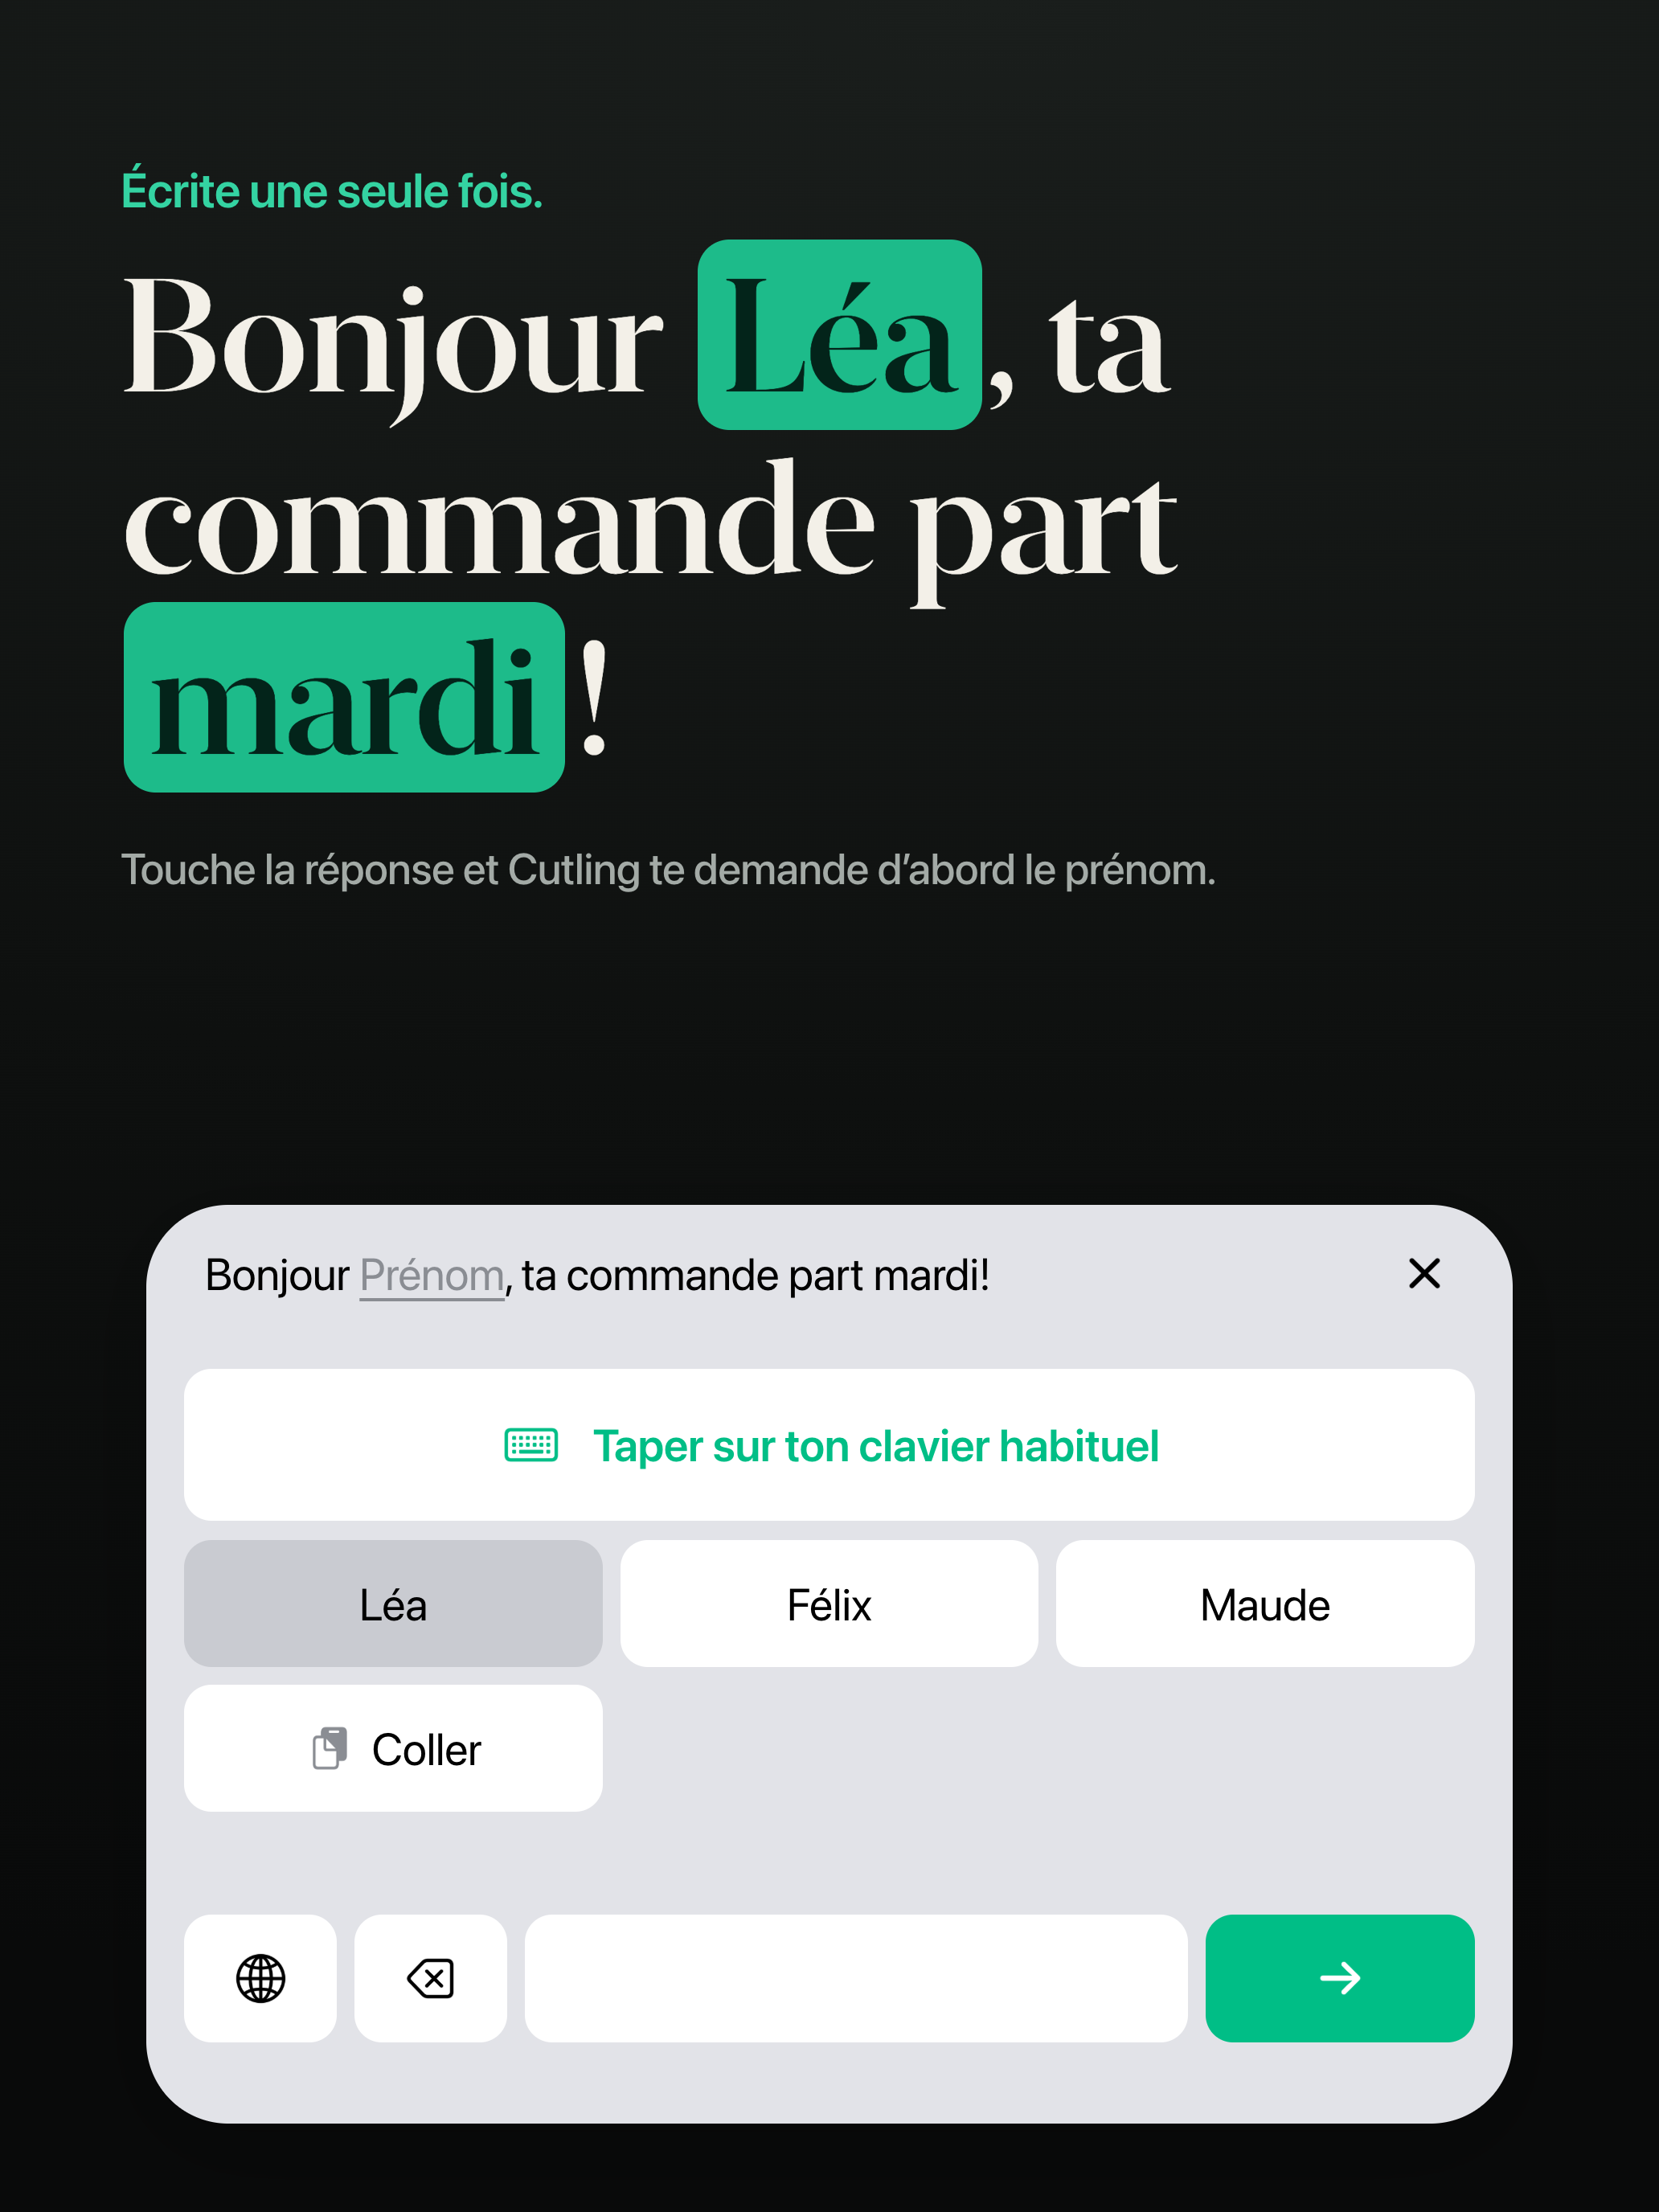 Écrite une seule fois.
Bonjour Léa, ta
commande part
mardi !
Touche la réponse et Cutling te demande d’abord le prénom.
Bonjour Prénom, ta commande part mardi!
Taper sur ton clavier habituel
Léa
Félix
Maude
Coller